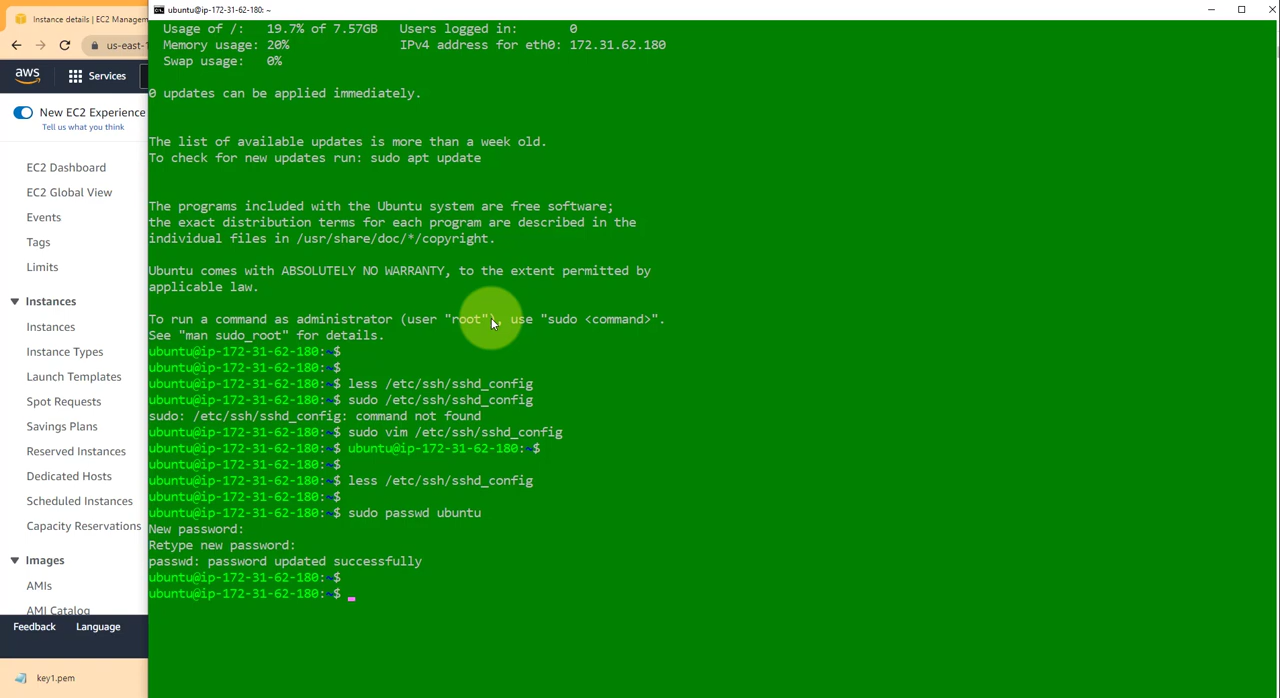 Instance details | EC2 Managem
us-east-1
aws
Services
New EC2 Experience
Tell us what you think
EC2 Dashboard
EC2 Global View
Events
Tags
Limits
Instances
Instances
Instance Types
Launch Templates
Spot Requests
Savings Plans
Reserved Instances
Dedicated Hosts
Scheduled Instances
Capacity Reservations
Images
AMIs
AMI Catalog
Feedback Language
key1.pem
ubuntu@ip-172-31-62-180: ~
Usage of /: 19.7% of 7.57GB Users logged in: 0
Memory usage: 20% IPv4 address for eth0: 172.31.62.180
Swap usage: 0%
0 updates can be applied immediately.
The list of available updates is more than a week old.
To check for new updates run: sudo apt update
The programs included with the Ubuntu system are free software;
the exact distribution terms for each program are described in the
individual files in /usr/share/doc/*/copyright.
Ubuntu comes with ABSOLUTELY NO WARRANTY, to the extent permitted by
applicable law.
To run a command as administrator (user "root"), use "sudo <command>".
See "man sudo_root" for details.
ubuntu@ip-172-31-62-180:~$
ubuntu@ip-172-31-62-180:~$
ubuntu@ip-172-31-62-180:~$ less /etc/ssh/sshd_config
ubuntu@ip-172-31-62-180:~$ sudo /etc/ssh/sshd_config
sudo: /etc/ssh/sshd_config: command not found
ubuntu@ip-172-31-62-180:~$ sudo vim /etc/ssh/sshd_config
ubuntu@ip-172-31-62-180:~$ ubuntu@ip-172-31-62-180:~$
ubuntu@ip-172-31-62-180:~$
ubuntu@ip-172-31-62-180:~$ less /etc/ssh/sshd_config
ubuntu@ip-172-31-62-180:~$
ubuntu@ip-172-31-62-180:~$ sudo passwd ubuntu
New password:
Retype new password:
passwd: password updated successfully
ubuntu@ip-172-31-62-180:~$
ubuntu@ip-172-31-62-180:~$